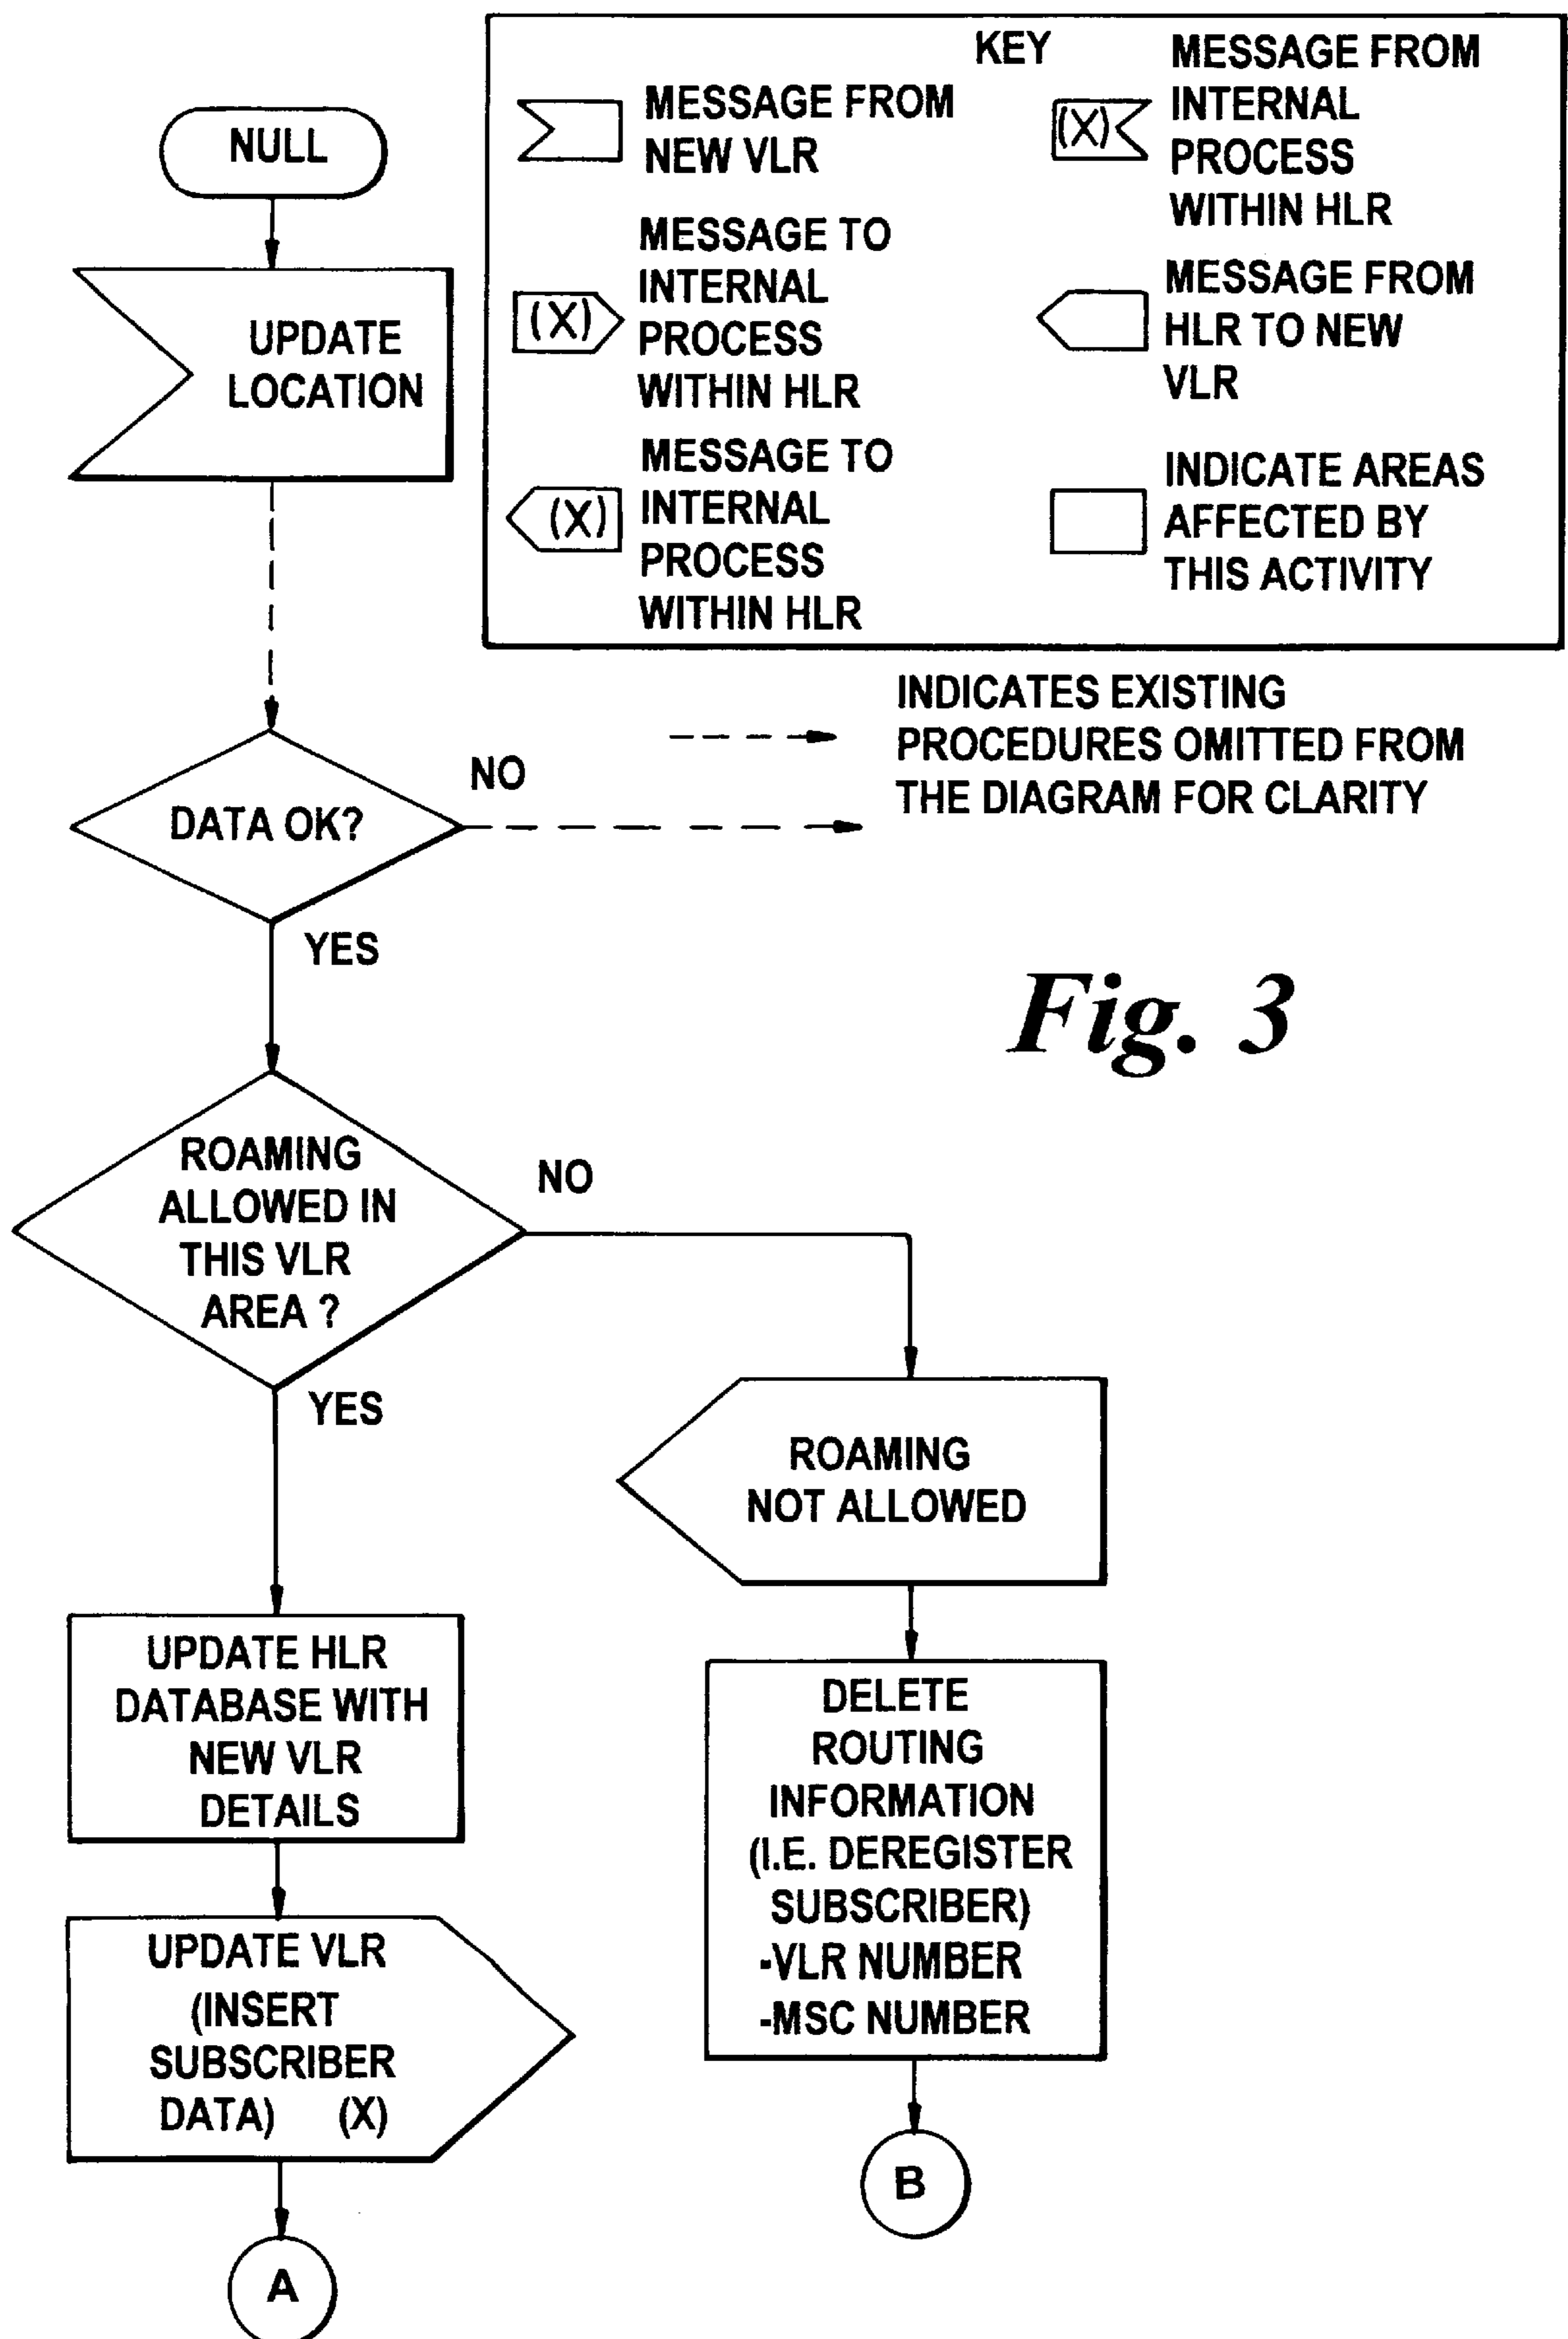 KEY
MESSAGE FROM
NEW VLR
MESSAGE FROM
INTERNAL
PROCESS
WITHIN HLR
(X)
MESSAGE TO
INTERNAL
PROCESS
WITHIN HLR
(X)
MESSAGE FROM
HLR TO NEW
VLR
MESSAGE TO
INTERNAL
PROCESS
WITHIN HLR
(X)
INDICATE AREAS
AFFECTED BY
THIS ACTIVITY
INDICATES EXISTING
PROCEDURES OMITTED FROM
THE DIAGRAM FOR CLARITY
NULL
UPDATE
LOCATION
DATA OK?
NO
YES
Fig. 3
ROAMING
ALLOWED IN
THIS VLR
AREA ?
NO
YES
ROAMING
NOT ALLOWED
UPDATE HLR
DATABASE WITH
NEW VLR
DETAILS
DELETE
ROUTING
INFORMATION
(I.E. DEREGISTER
SUBSCRIBER)
-VLR NUMBER
-MSC NUMBER
UPDATE VLR
(INSERT
SUBSCRIBER
DATA) (X)
B
A